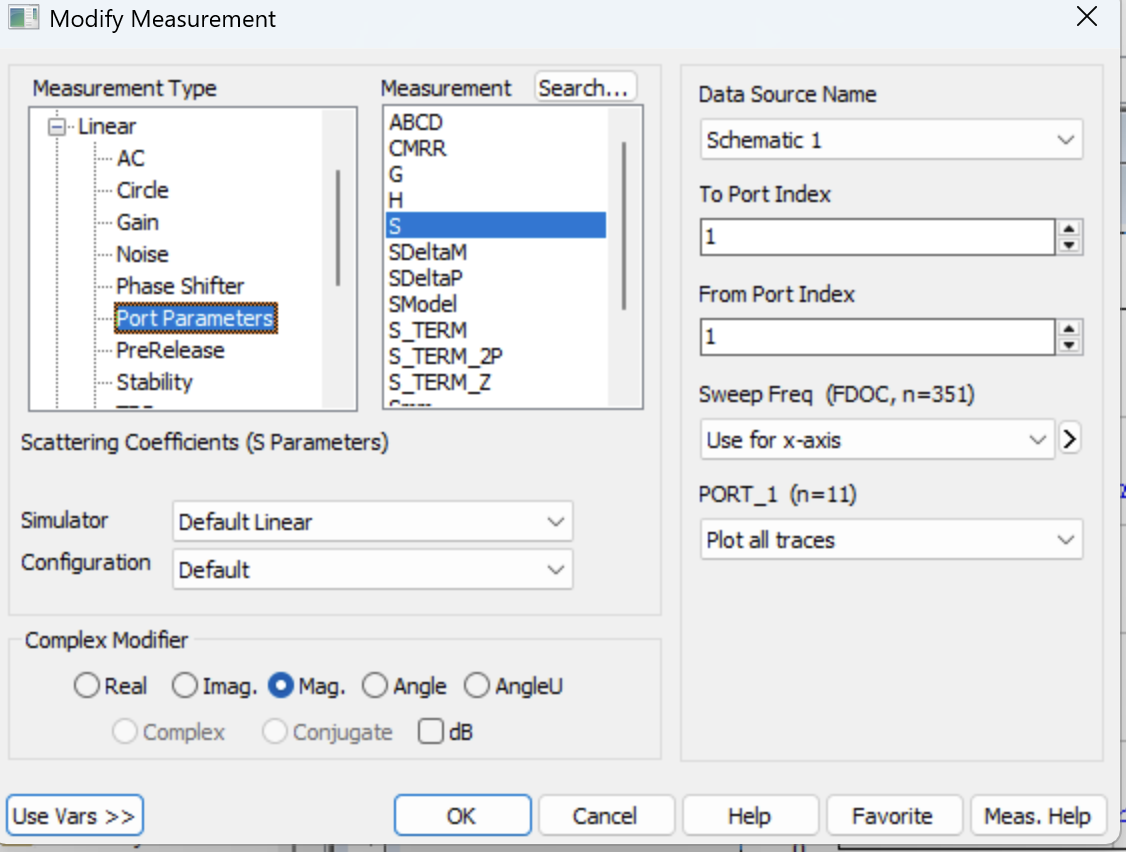 Modify Measurement
Measurement Type
Linear
AC
Circle
Gain
Noise
Phase Shifter
Port Parameters
PreRelease
Stability
Measurement
Search...
ABCD
CMRR
G
H
S
SDeltaM
SDeltaP
SModel
S_TERM
S_TERM_2P
S_TERM_Z
Scattering Coefficients (S Parameters)
Simulator
Default Linear
Configuration
Default
Complex Modifier
Real Imag. Mag. Angle AngleU
Complex Conjugate dB
Data Source Name
Schematic 1
To Port Index
1
From Port Index
1
Sweep Freq (FDOC, n=351)
Use for x-axis
PORT_1 (n=11)
Plot all traces
Use Vars >>
OK
Cancel
Help
Favorite
Meas. Help